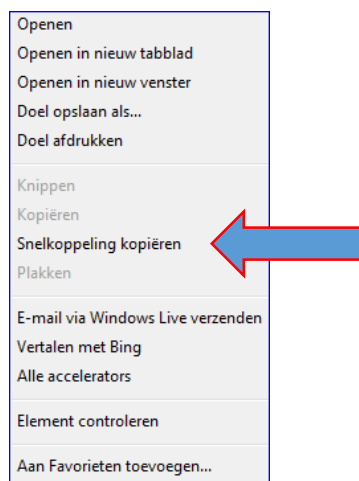 Openen
Openen in nieuw tabblad
Openen in nieuw venster
Doel opslaan als...
Doel afdrukken
Knippen
Kopiëren
Snelkoppeling kopiëren
Plakken
E-mail via Windows Live verzenden
Vertalen met Bing
Alle accelerators
Element controleren
Aan Favorieten toevoegen...